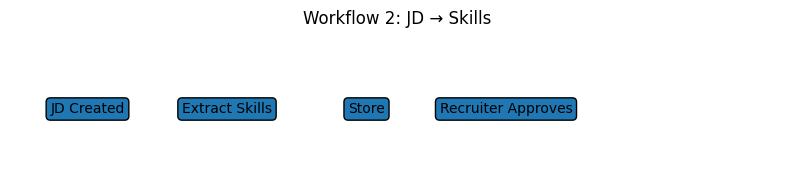 Workflow 2: JD → Skills
JD Created
Extract Skills
Store
Recruiter Approves